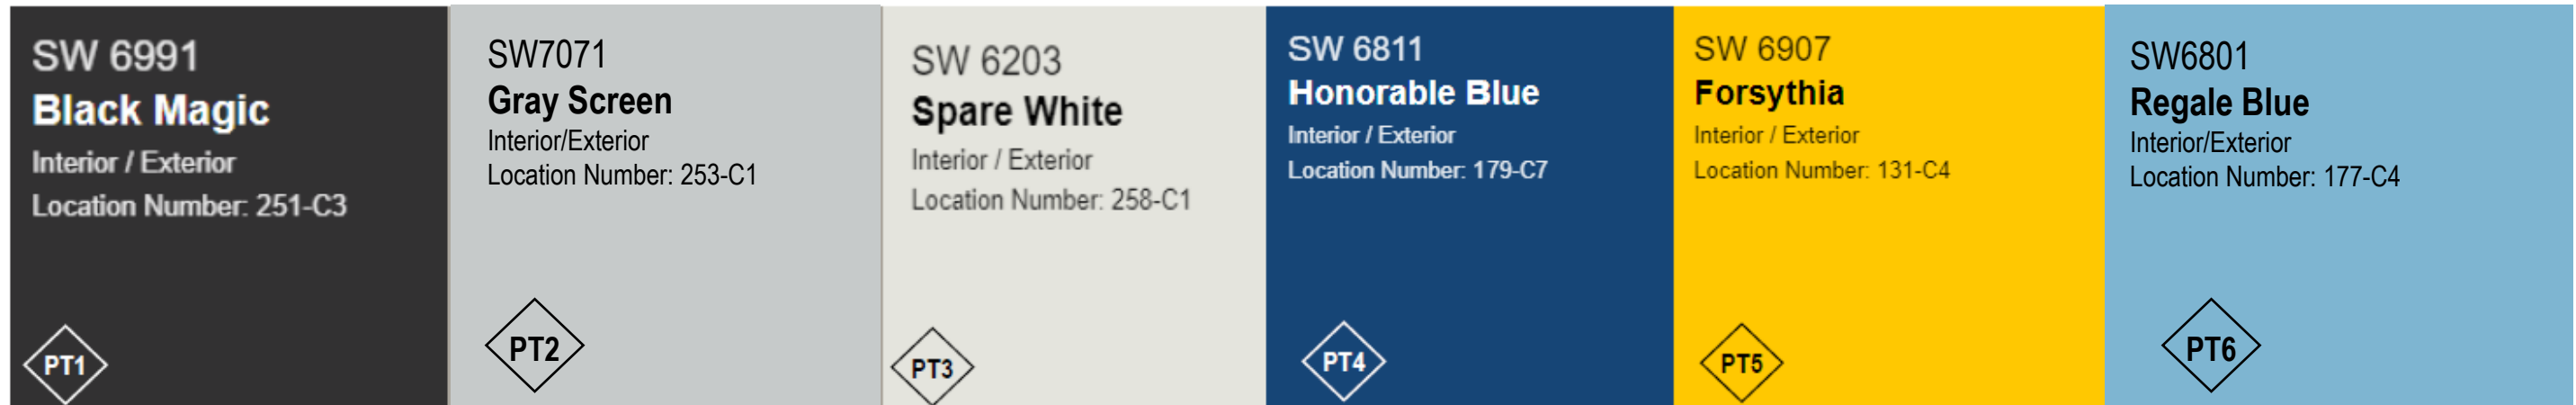 SW 6991
Black Magic
Interior / Exterior
Location Number: 251-C3
PT1
SW7071
Gray Screen
Interior/Exterior
Location Number: 253-C1
PT2
SW 6203
Spare White
Interior / Exterior
Location Number: 258-C1
PT3
SW 6811
Honorable Blue
Interior / Exterior
Location Number: 179-C7
PT4
SW 6907
Forsythia
Interior / Exterior
Location Number: 131-C4
PT5
SW6801
Regale Blue
Interior/Exterior
Location Number: 177-C4
PT6